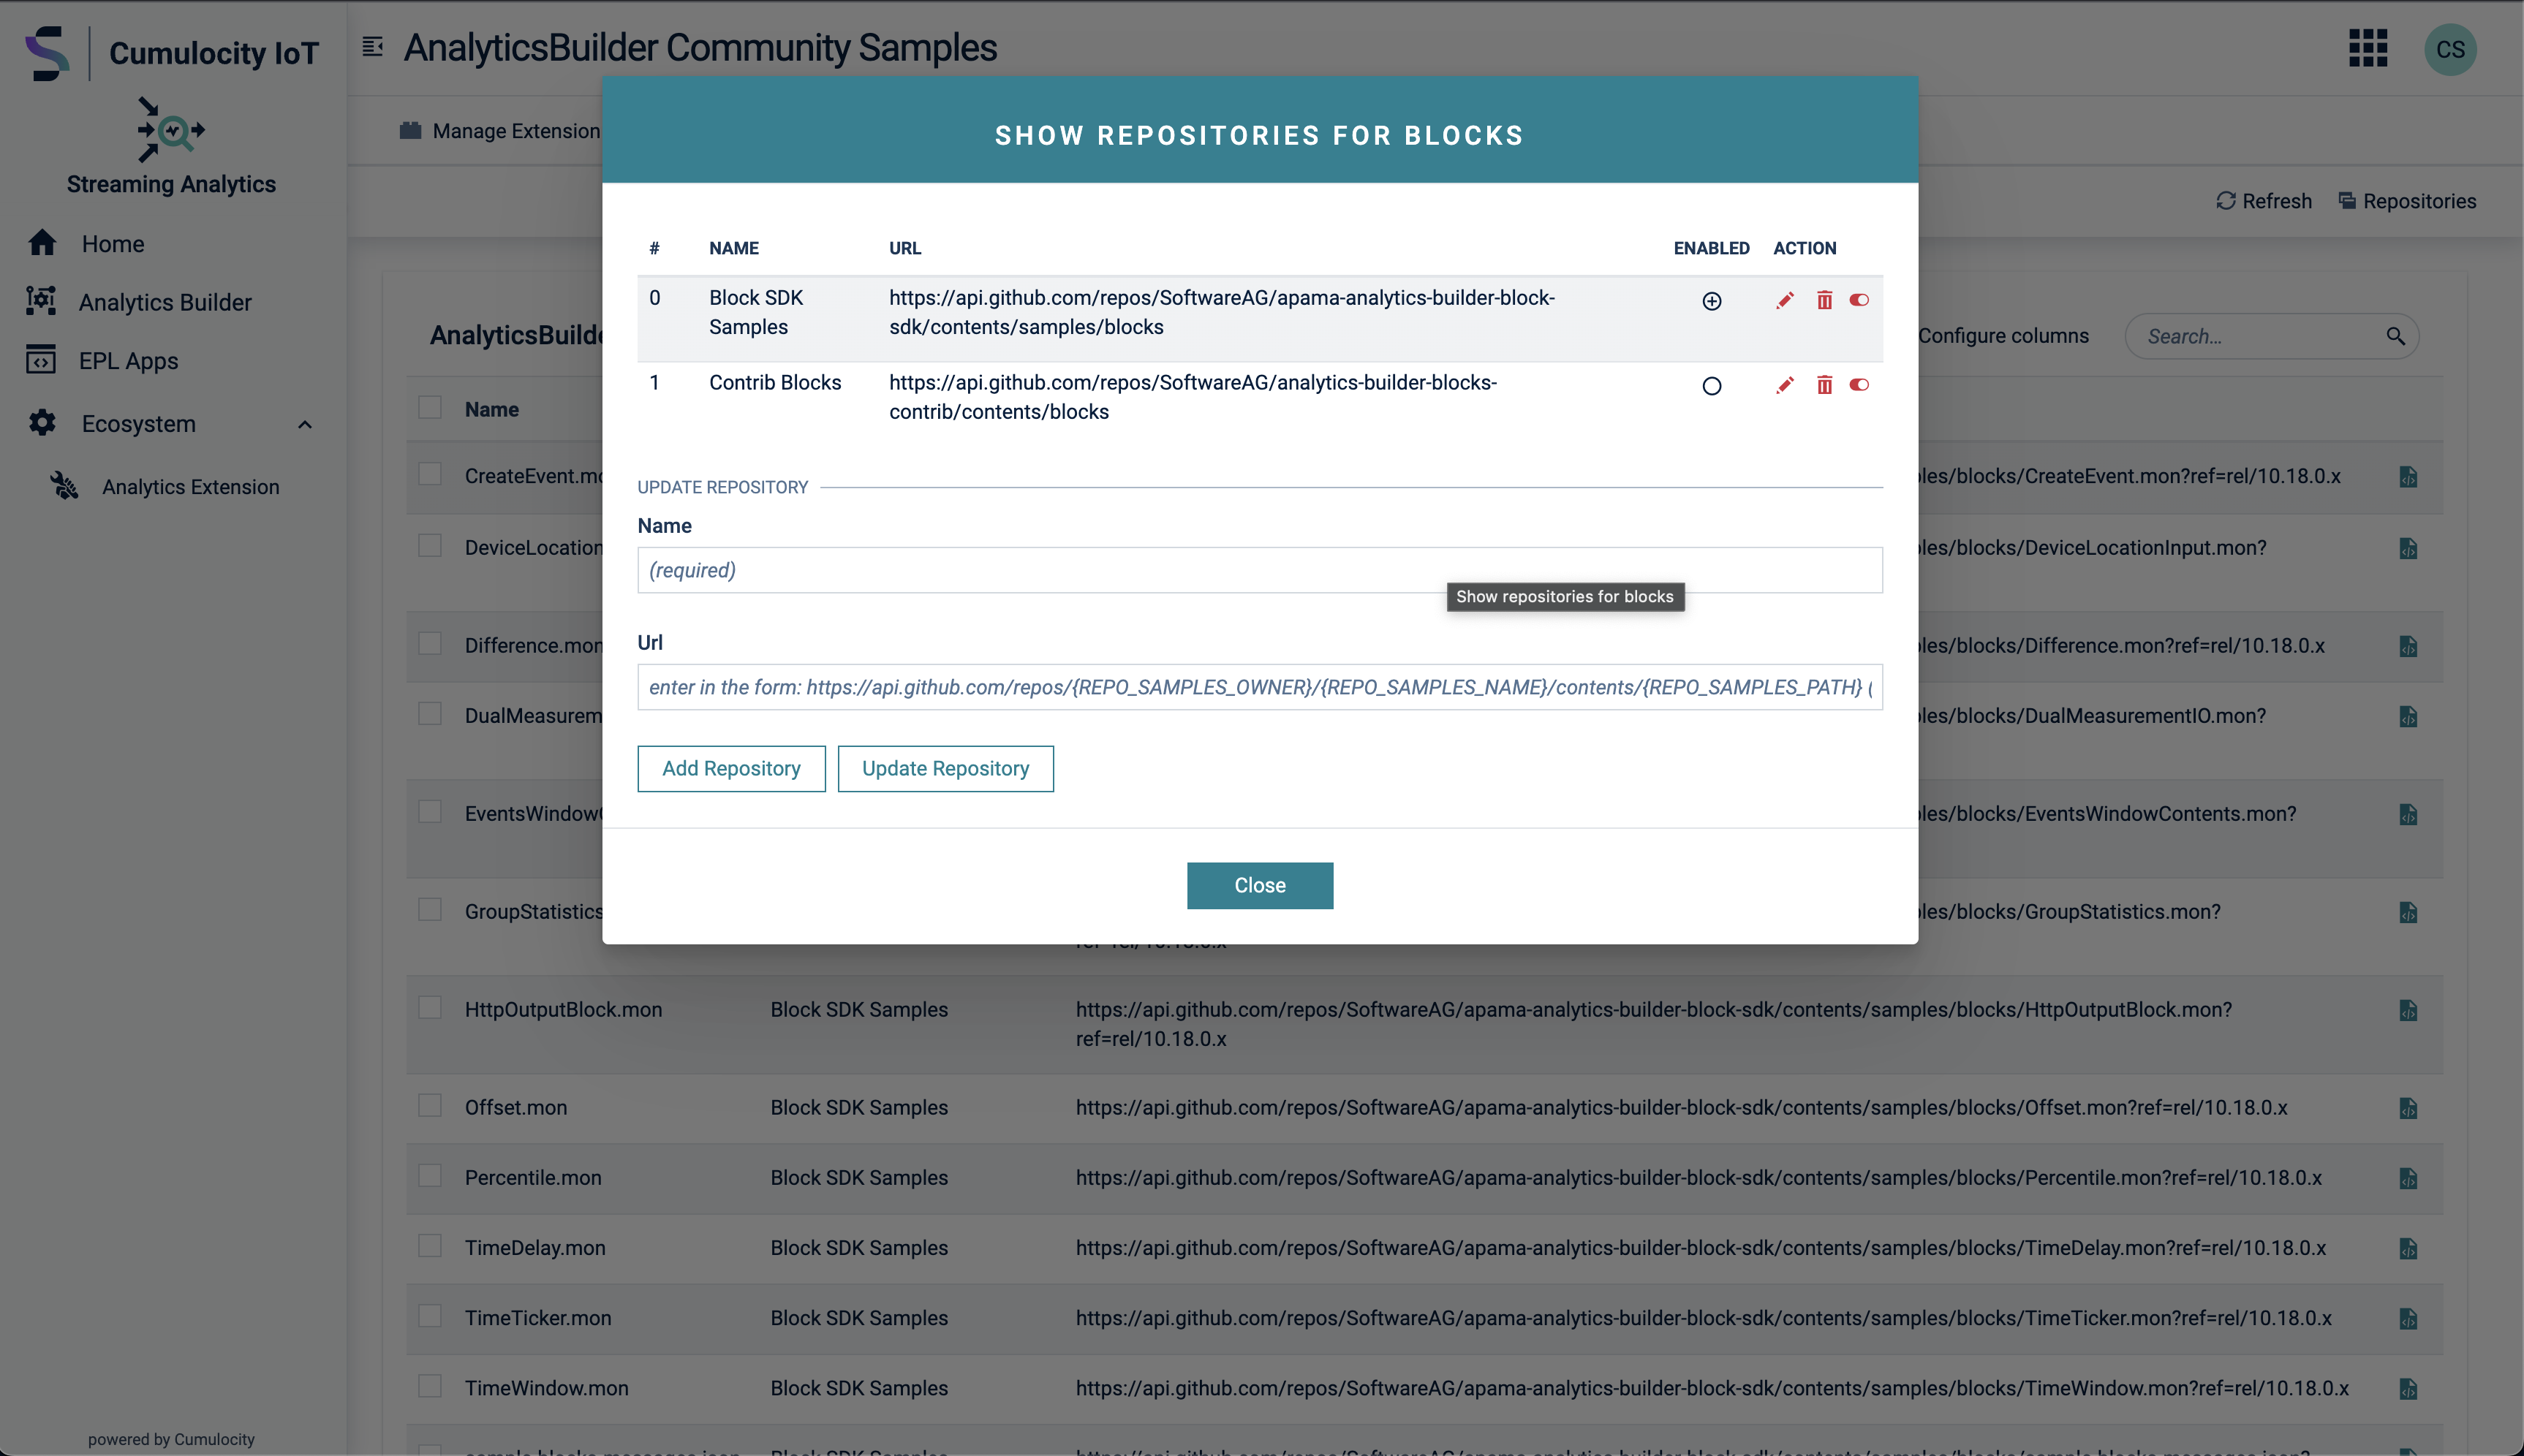 Cumulocity IoT
AnalyticsBuilder Community Samples
CS
Streaming Analytics
Home
Analytics Builder
EPL Apps
Ecosystem
Analytics Extension
powered by Cumulocity
Manage Extension
Refresh
Repositories
SHOW REPOSITORIES FOR BLOCKS
# NAME URL ENABLED ACTION
0 Block SDK https://api.github.com/repos/SoftwareAG/apama-analytics-builder-block-
Samples sdk/contents/samples/blocks
1 Contrib Blocks https://api.github.com/repos/SoftwareAG/analytics-builder-blocks-
contrib/contents/blocks
UPDATE REPOSITORY
Name
(required)
Show repositories for blocks
Url
enter in the form: https://api.github.com/repos/{REPO_SAMPLES_OWNER}/{REPO_SAMPLES_NAME}/contents/{REPO_SAMPLES_PATH} (
Add Repository Update Repository
Close
Configure columns
Search...
Name
CreateEvent.mo les/blocks/CreateEvent.mon?ref=rel/10.18.0.x
DeviceLocation les/blocks/DeviceLocationInput.mon?
Difference.mon les/blocks/Difference.mon?ref=rel/10.18.0.x
DualMeasurem les/blocks/DualMeasurementIO.mon?
EventsWindow les/blocks/EventsWindowContents.mon?
GroupStatistics les/blocks/GroupStatistics.mon?
HttpOutputBlock.mon Block SDK Samples https://api.github.com/repos/SoftwareAG/apama-analytics-builder-block-sdk/contents/samples/blocks/HttpOutputBlock.mon?
ref=rel/10.18.0.x
Offset.mon Block SDK Samples https://api.github.com/repos/SoftwareAG/apama-analytics-builder-block-sdk/contents/samples/blocks/Offset.mon?ref=rel/10.18.0.x
Percentile.mon Block SDK Samples https://api.github.com/repos/SoftwareAG/apama-analytics-builder-block-sdk/contents/samples/blocks/Percentile.mon?ref=rel/10.18.0.x
TimeDelay.mon Block SDK Samples https://api.github.com/repos/SoftwareAG/apama-analytics-builder-block-sdk/contents/samples/blocks/TimeDelay.mon?ref=rel/10.18.0.x
TimeTicker.mon Block SDK Samples https://api.github.com/repos/SoftwareAG/apama-analytics-builder-block-sdk/contents/samples/blocks/TimeTicker.mon?ref=rel/10.18.0.x
TimeWindow.mon Block SDK Samples https://api.github.com/repos/SoftwareAG/apama-analytics-builder-block-sdk/contents/samples/blocks/TimeWindow.mon?ref=rel/10.18.0.x